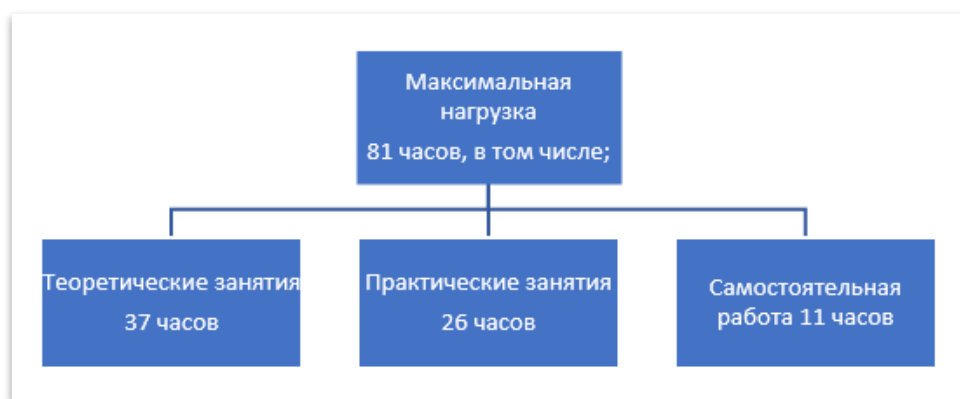 Максимальная
нагрузка
81 часов, в том числе;
Теоретические занятия
37 часов
Практические занятия
26 часов
Самостоятельная
работа 11 часов